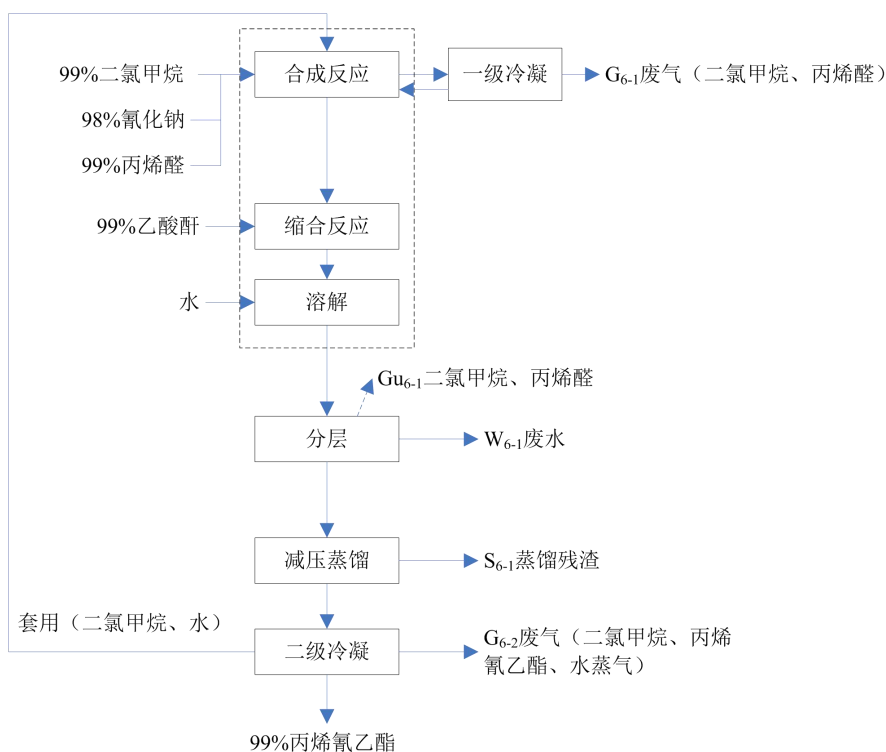 99%二氯甲烷
合成反应
一级冷凝
G6-1废气（二氯甲烷、丙烯醛）
98%氰化钠
99%丙烯醛
99%乙酸酐
缩合反应
水
溶解
Gu6-1二氯甲烷、丙烯醛
分层
W6-1废水
减压蒸馏
S6-1蒸馏残渣
套用（二氯甲烷、水）
二级冷凝
G6-2废气（二氯甲烷、丙烯
氰乙酯、水蒸气）
99%丙烯氰乙酯